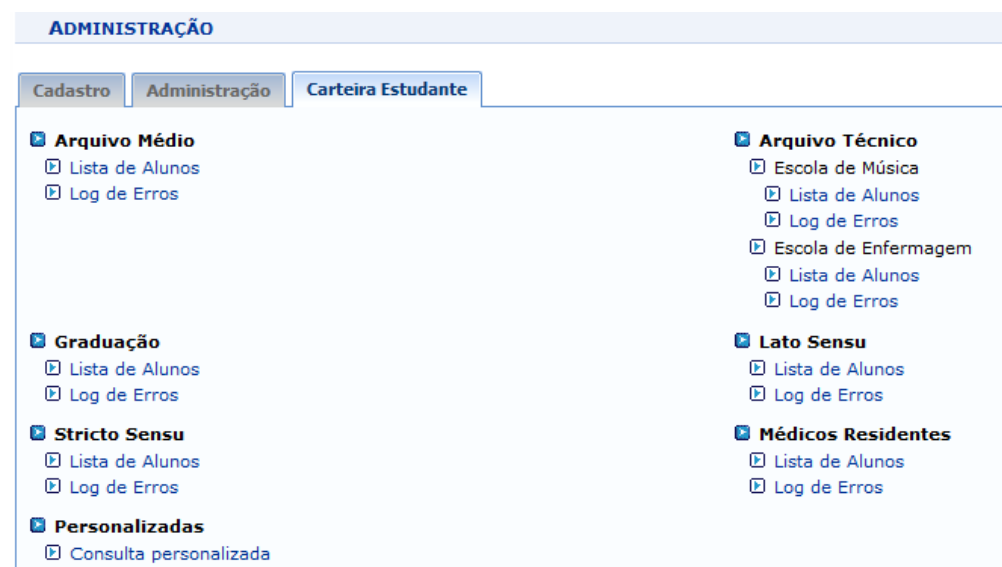 ADMINISTRAÇÃO
Cadastro Administração Carteira Estudante
Arquivo Médio
Lista de Alunos
Log de Erros
Arquivo Técnico
Escola de Música
Lista de Alunos
Log de Erros
Escola de Enfermagem
Lista de Alunos
Log de Erros
Graduação
Lista de Alunos
Log de Erros
Lato Sensu
Lista de Alunos
Log de Erros
Stricto Sensu
Lista de Alunos
Log de Erros
Médicos Residentes
Lista de Alunos
Log de Erros
Personalizadas
Consulta personalizada